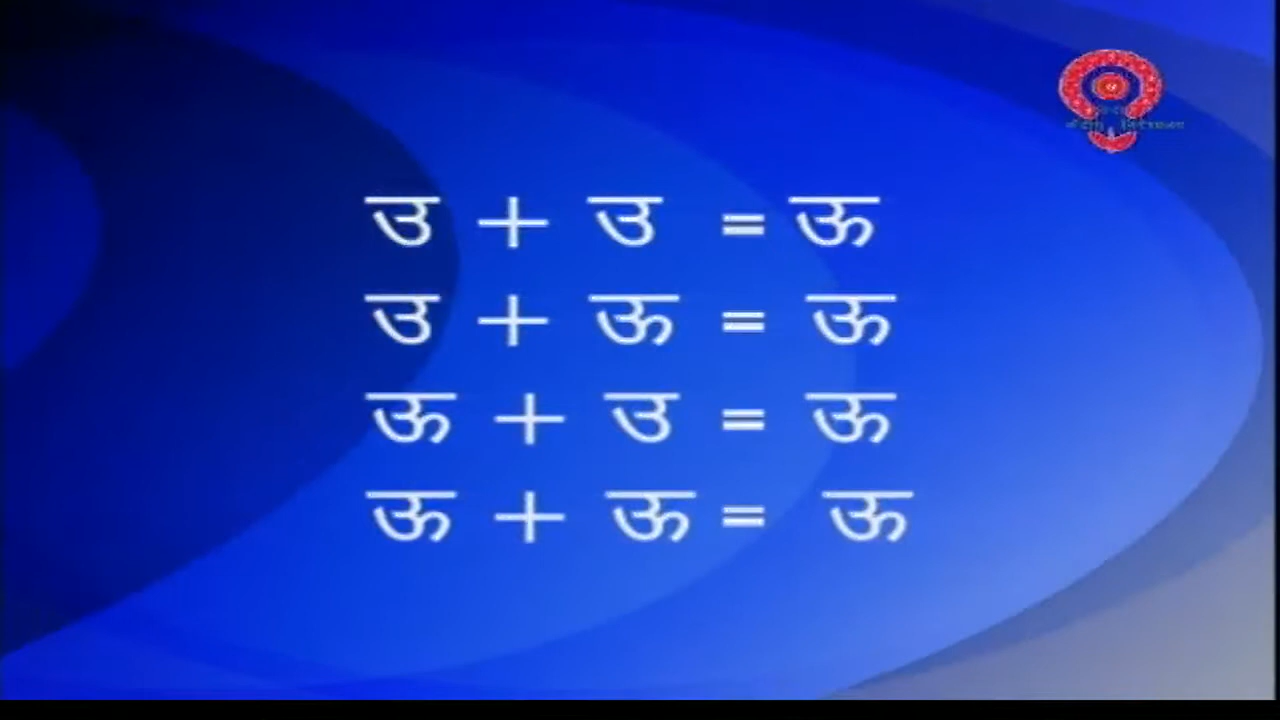 उ + उ = ऊ
उ + ऊ = ऊ
ऊ + उ = ऊ
ऊ + ऊ = ऊ